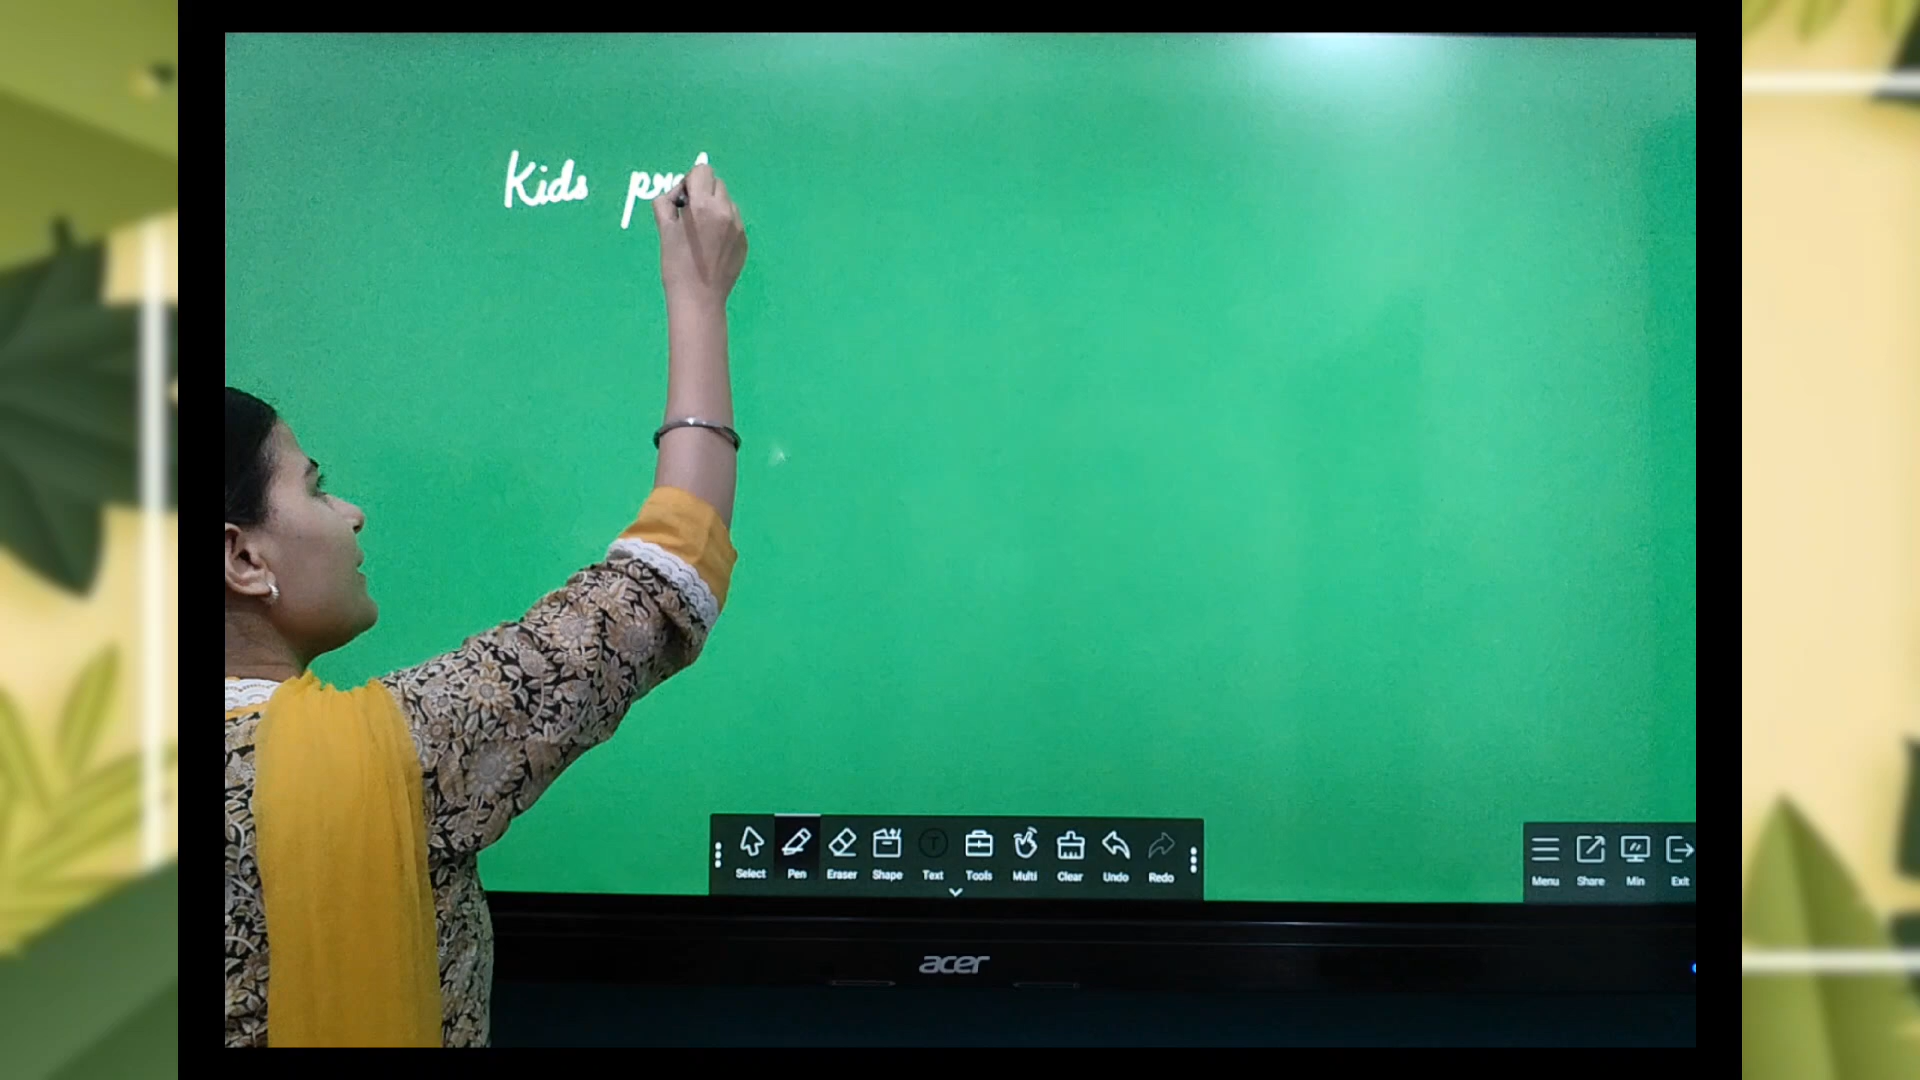 Kids
Select Pen Eraser Shape Text Tools Multi Clear Undo Redo
Menu Share Min Exit
acer